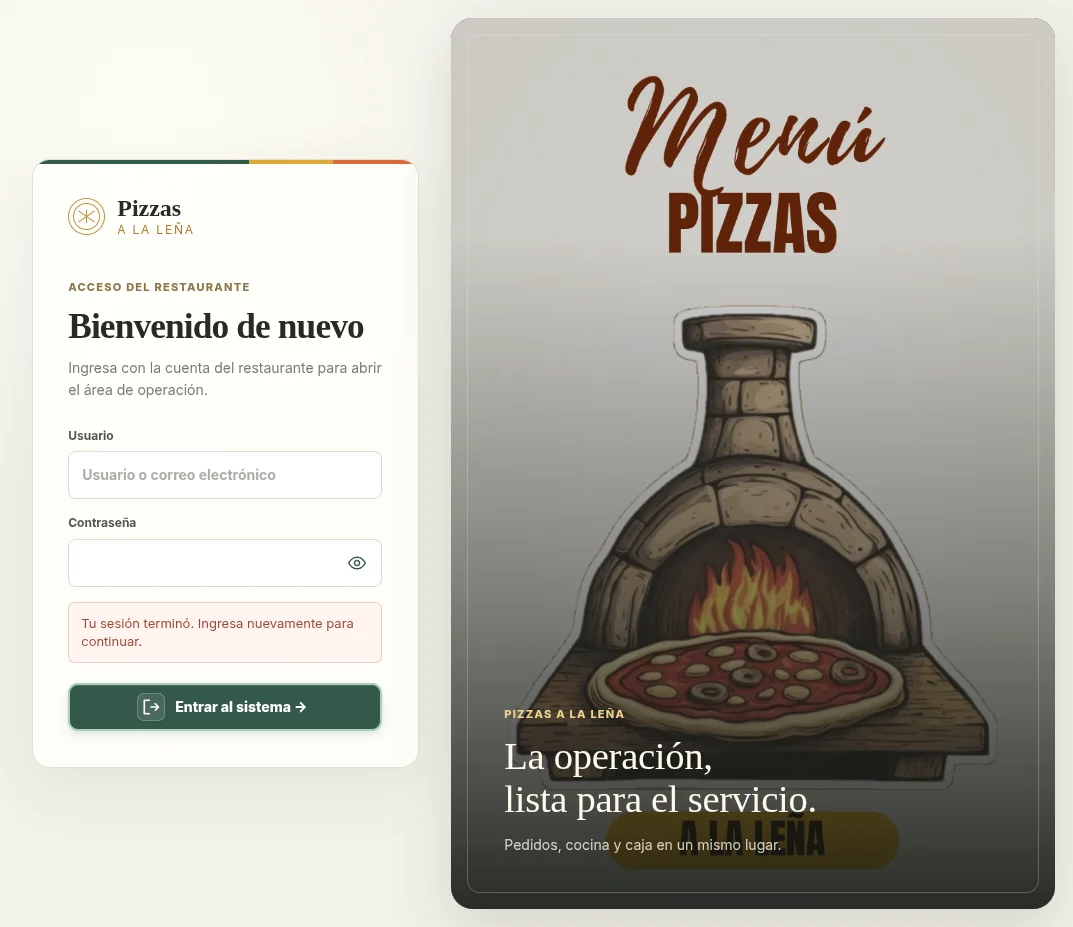 Pizzas
A LA LEÑA
ACCESO DEL RESTAURANTE
Bienvenido de nuevo
Ingresa con la cuenta del restaurante para abrir
el área de operación.
Usuario
Usuario o correo electrónico
Contraseña
Tu sesión terminó. Ingresa nuevamente para
continuar.
Entrar al sistema →
Menú
PIZZAS
PIZZAS A LA LEÑA
La operación,
lista para el servicio.
A LA LEÑA
Pedidos, cocina y caja en un mismo lugar.